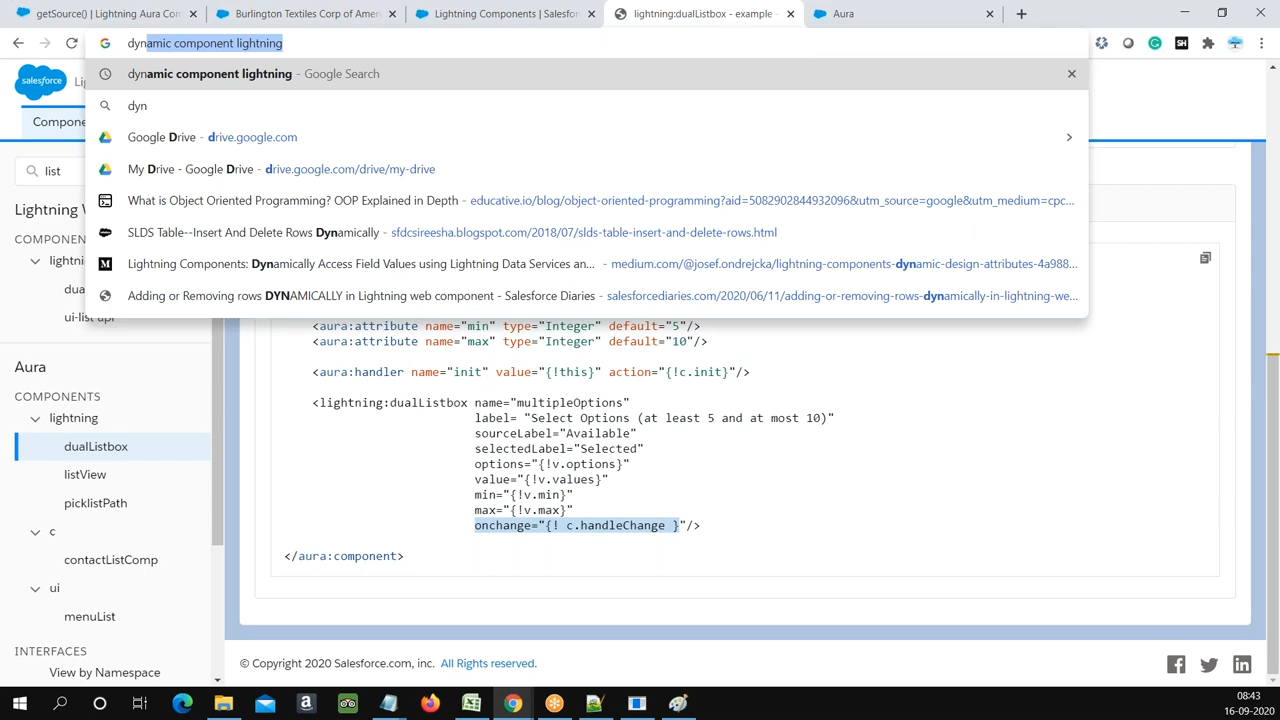 getSource() | Lightning Aura Com
Burlington Textiles Corp of Amer
Lightning Components | Salesfor
lightning:dualListbox - example -
Aura
dynamic component lightning
SH
dynamic component lightning - Google Search
dyn
Google Drive - drive.google.com
My Drive - Google Drive - drive.google.com/drive/my-drive
What is Object Oriented Programming? OOP Explained in Depth - educative.io/blog/object-oriented-programming?aid=5082902844932096&utm_source=google&utm_medium=cpc...
SLDS Table--Insert And Delete Rows Dynamically - sfdcsireesha.blogspot.com/2018/07/slds-table-insert-and-delete-rows.html
Lightning Components: Dynamically Access Field Values using Lightning Data Services an... - medium.com/@josef.ondrejcka/lightning-components-dynamic-design-attributes-4a988...
Adding or Removing rows DYNAMICALLY in Lightning web component - Salesforce Diaries - salesforcediaries.com/2020/06/11/adding-or-removing-rows-dynamically-in-lightning-we...
salesforce
Compone
list
Lightning W
COMPONEN
lightni
dua
ui-list-api
Aura
COMPONENTS
lightning
dualListbox
listView
picklistPath
c
contactListComp
ui
menuList
INTERFACES
View by Namespace
<aura:attribute name="min" type="Integer" default="5"/>
<aura:attribute name="max" type="Integer" default="10"/>
<aura:handler name="init" value="{!this}" action="{!c.init}"/>
<lightning:dualListbox name="multipleOptions"
label= "Select Options (at least 5 and at most 10)"
sourceLabel="Available"
selectedLabel="Selected"
options="{!v.options}"
value="{!v.values}"
min="{!v.min}"
max="{!v.max}"
onchange="{! c.handleChange }"/>
</aura:component>
© Copyright 2020 Salesforce.com, inc. All Rights reserved.
08:43
16-09-2020